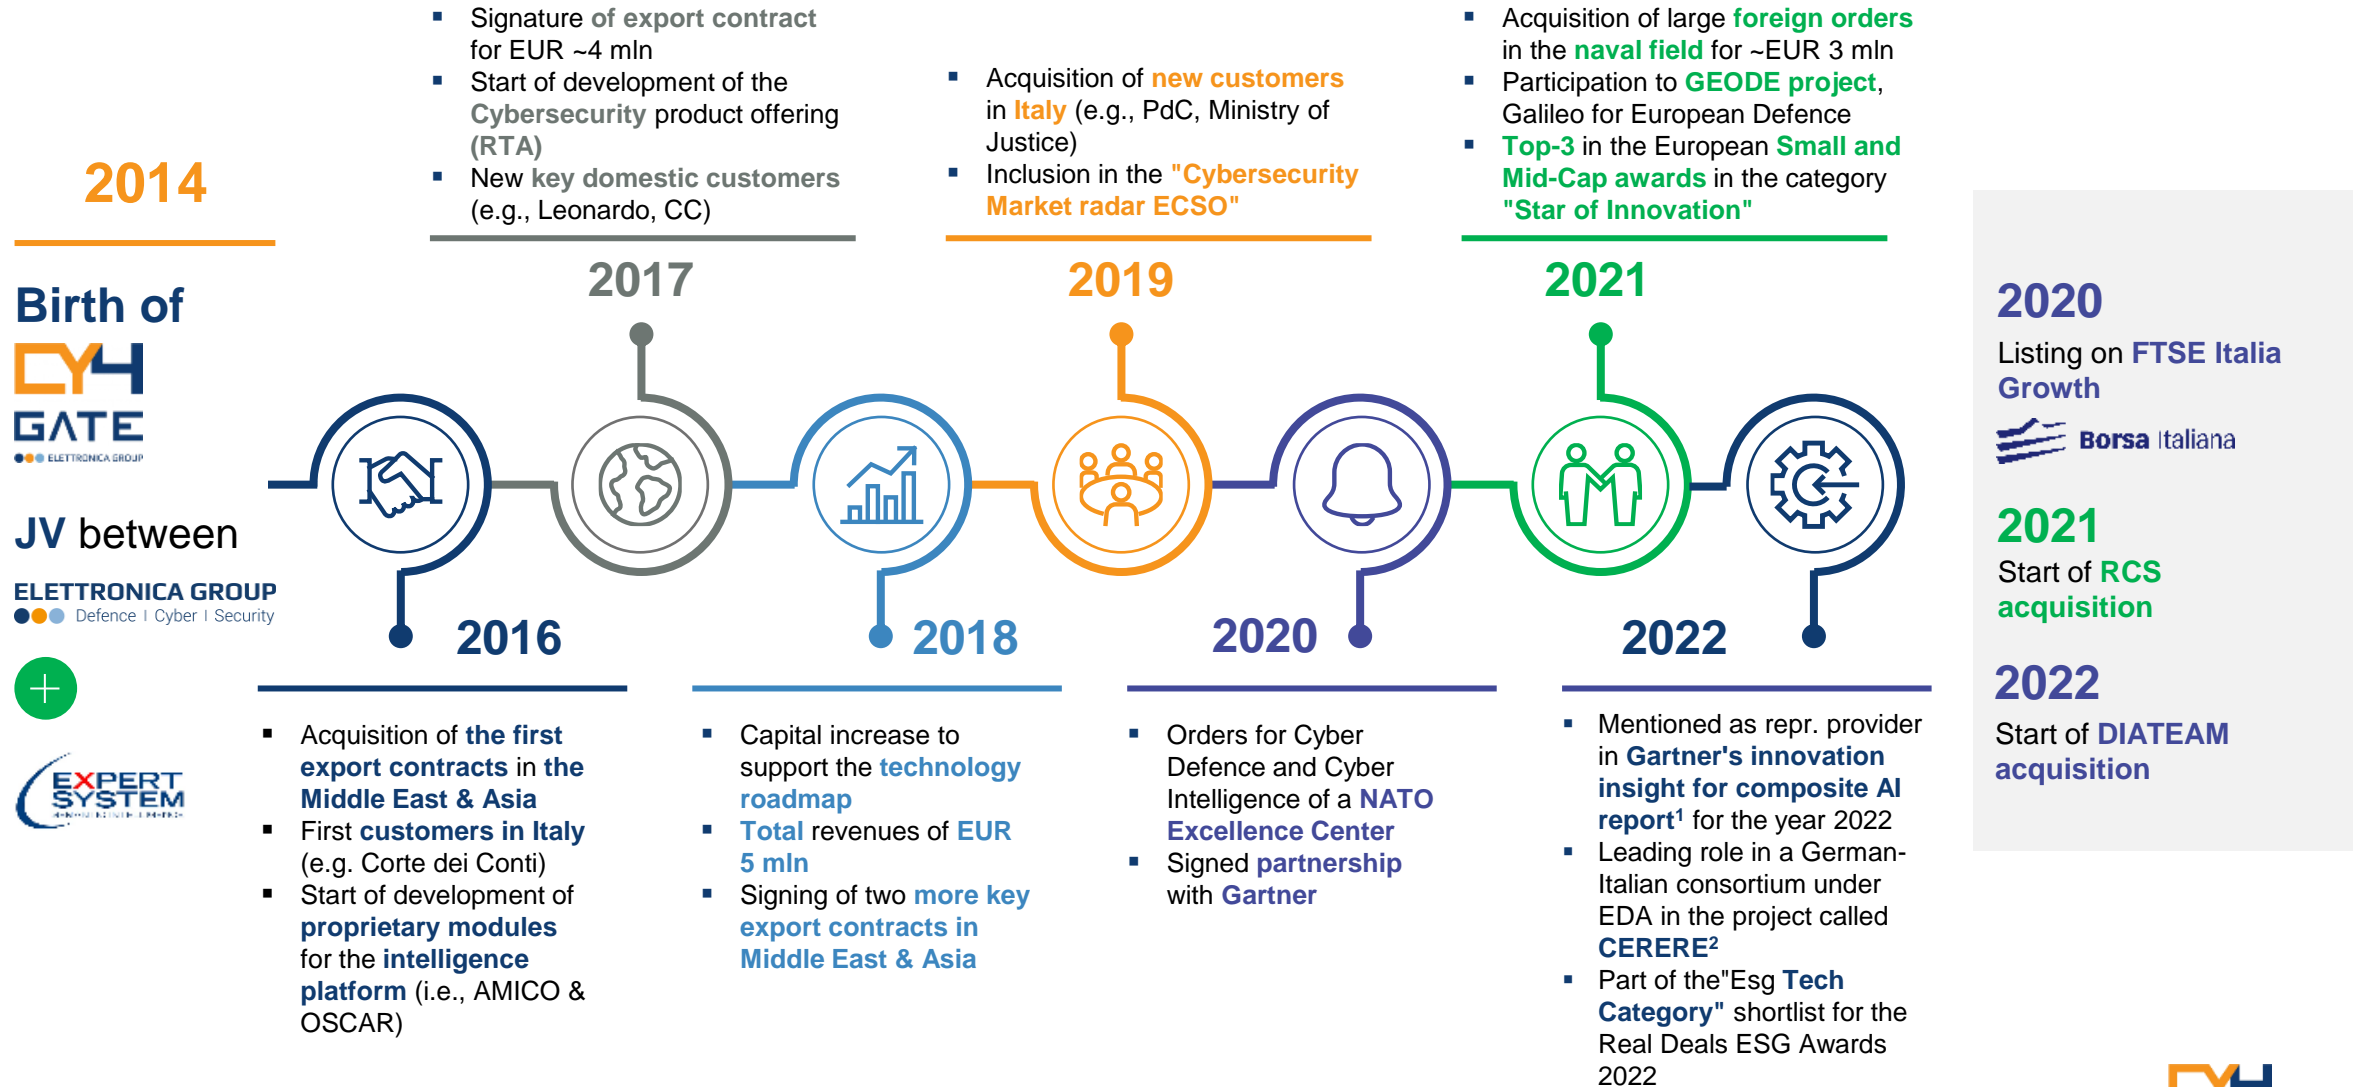 2014
Birth of
CY4
GATE
ELETTRONICA GROUP
JV between
ELETTRONICA GROUP
Defence | Cyber | Security
EXPERT
SYSTEM
▪ Signature of export contract
for EUR ~4 mln
▪ Start of development of the
Cybersecurity product offering
(RTA)
▪ New key domestic customers
(e.g., Leonardo, CC)
2017
▪ Acquisition of new customers
in Italy (e.g., PdC, Ministry of
Justice)
▪ Inclusion in the "Cybersecurity
Market radar ECSO"
2019
▪ Acquisition of large foreign orders
in the naval field for ~EUR 3 mln
▪ Participation to GEODE project,
Galileo for European Defence
▪ Top-3 in the European Small and
Mid-Cap awards in the category
"Star of Innovation"
2021
2016
▪ Acquisition of the first
export contracts in the
Middle East & Asia
▪ First customers in Italy
(e.g. Corte dei Conti)
▪ Start of development of
proprietary modules
for the intelligence
platform (i.e., AMICO &
OSCAR)
2018
▪ Capital increase to
support the technology
roadmap
▪ Total revenues of EUR
5 mln
▪ Signing of two more key
export contracts in
Middle East & Asia
2020
▪ Orders for Cyber
Defence and Cyber
Intelligence of a NATO
Excellence Center
▪ Signed partnership
with Gartner
2022
▪ Mentioned as repr. provider
in Gartner's innovation
insight for composite AI
report¹ for the year 2022
▪ Leading role in a German-
Italian consortium under
EDA in the project called
CERERE²
▪ Part of the"Esg Tech
Category" shortlist for the
Real Deals ESG Awards
2022
2020
Listing on FTSE Italia
Growth
Borsa Italiana
2021
Start of RCS
acquisition
2022
Start of DIATEAM
acquisition
CY4